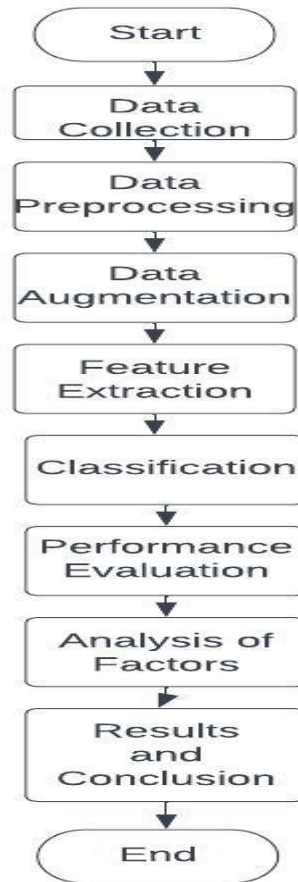 Start
Data
Collection
Data
Preprocessing
Data
Augmentation
Feature
Extraction
Classification
Performance
Evaluation
Analysis of
Factors
Results
and
Conclusion
End